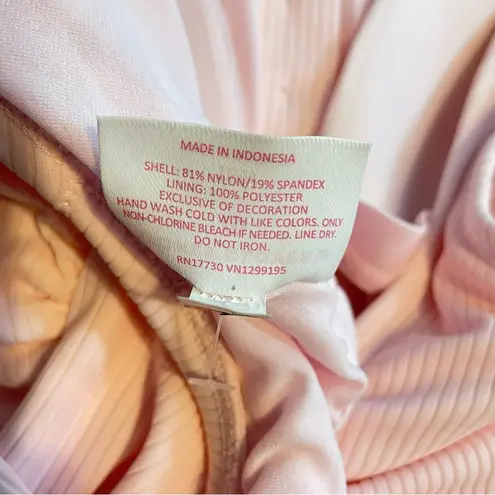 MADE IN INDONESIA
SHELL: 81% NYLON/19% SPANDEX
LINING: 100% POLYESTER
EXCLUSIVE OF DECORATION
HAND WASH COLD WITH LIKE COLORS. ONLY
NON-CHLORINE BLEACH IF NEEDED. LINE DRY.
DO NOT IRON.
RN17730 VN1299195